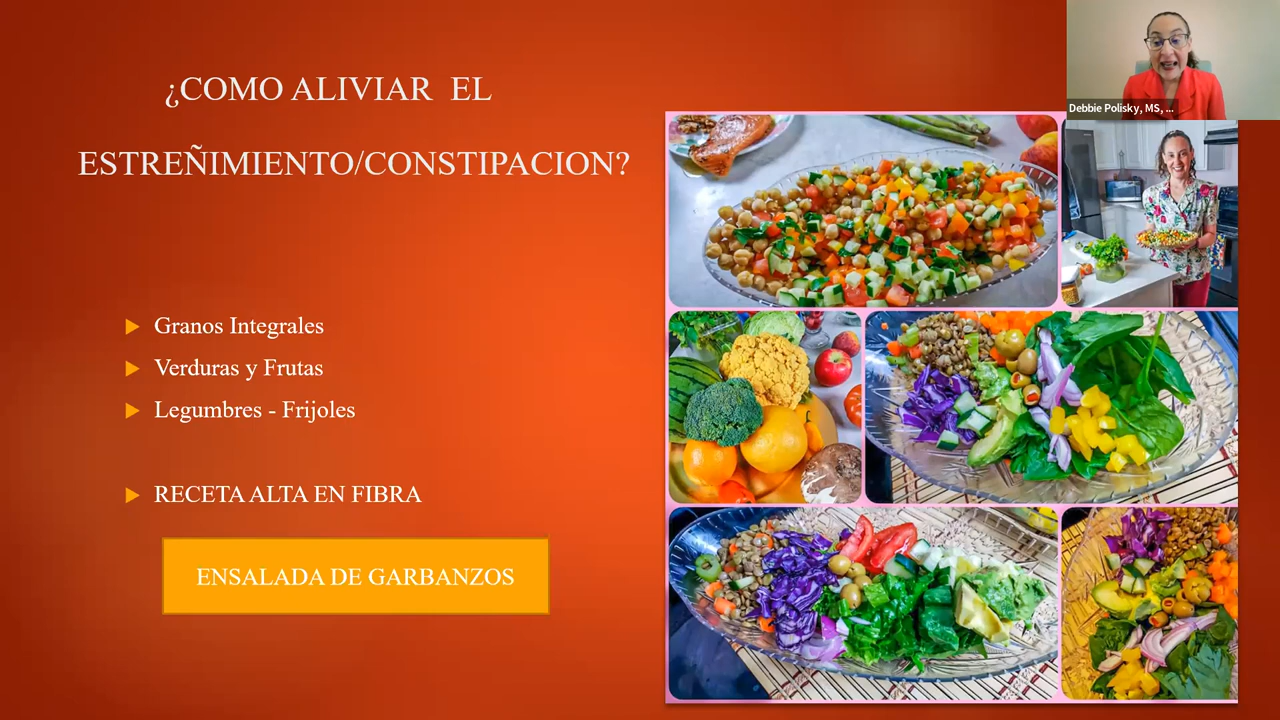 ¿COMO ALIVIAR EL
ESTREÑIMIENTO/CONSTIPACION?
Granos Integrales
Verduras y Frutas
Legumbres - Frijoles
RECETA ALTA EN FIBRA
ENSALADA DE GARBANZOS
Debbie Polisky, MS, ...